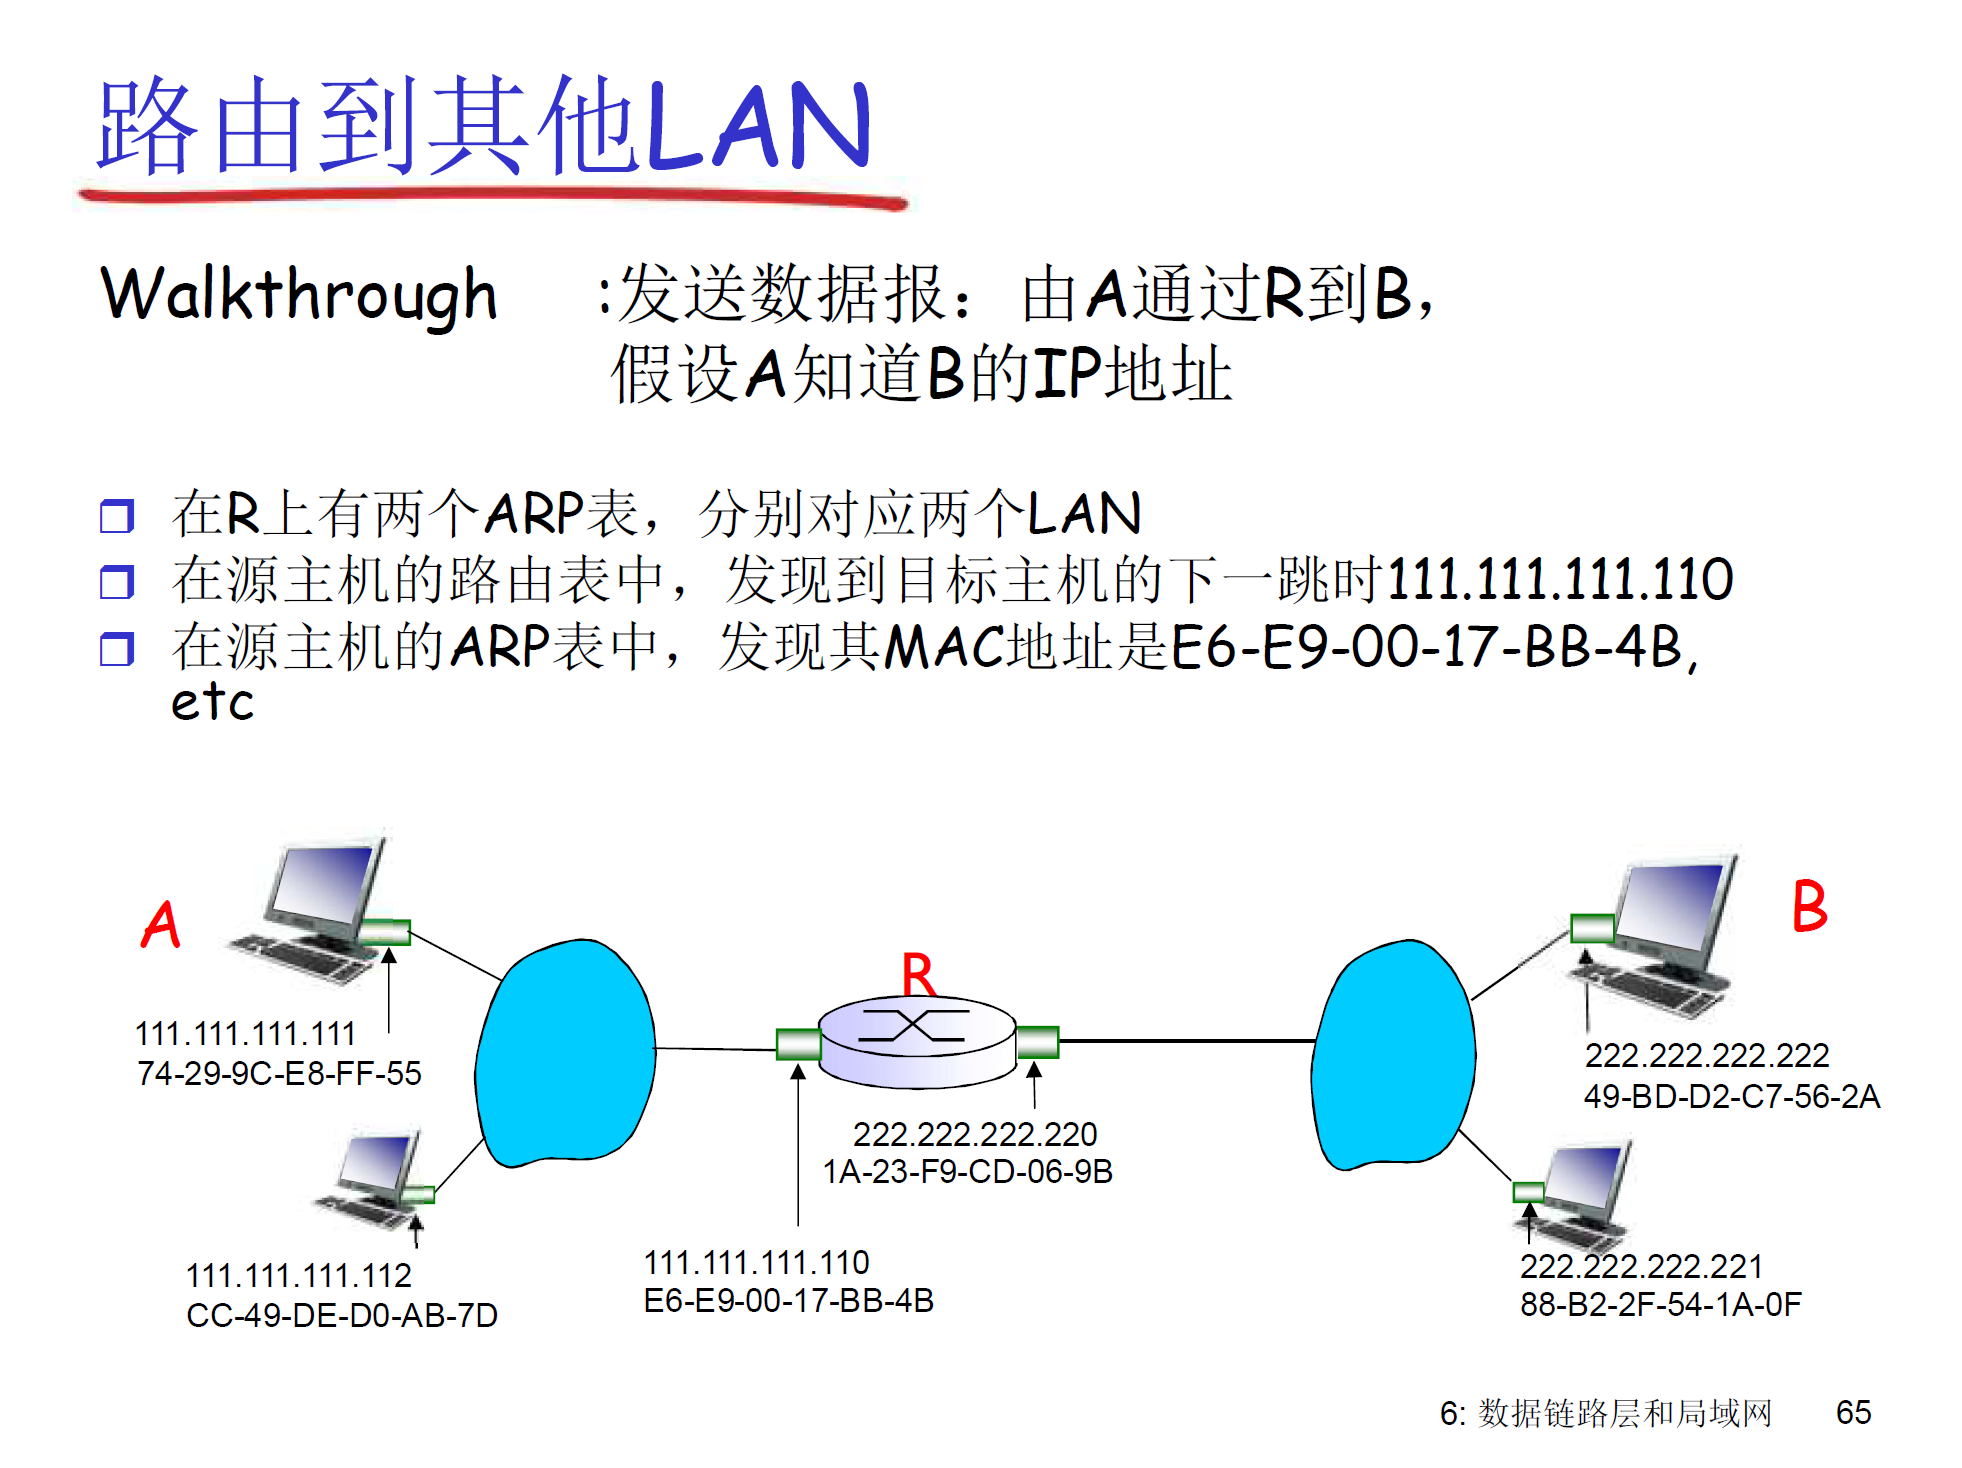 路由到其他LAN
Walkthrough :发送数据报：由A通过R到B，
假设A知道B的IP地址
在R上有两个ARP表，分别对应两个LAN
在源主机的路由表中，发现到目标主机的下一跳时111.111.111.110
在源主机的ARP表中，发现其MAC地址是E6-E9-00-17-BB-4B,
etc
A
B
R
111.111.111.111
74-29-9C-E8-FF-55
222.222.222.222
49-BD-D2-C7-56-2A
222.222.222.220
1A-23-F9-CD-06-9B
111.111.111.112
CC-49-DE-D0-AB-7D
111.111.111.110
E6-E9-00-17-BB-4B
222.222.222.221
88-B2-2F-54-1A-0F
6: 数据链路层和局域网 65